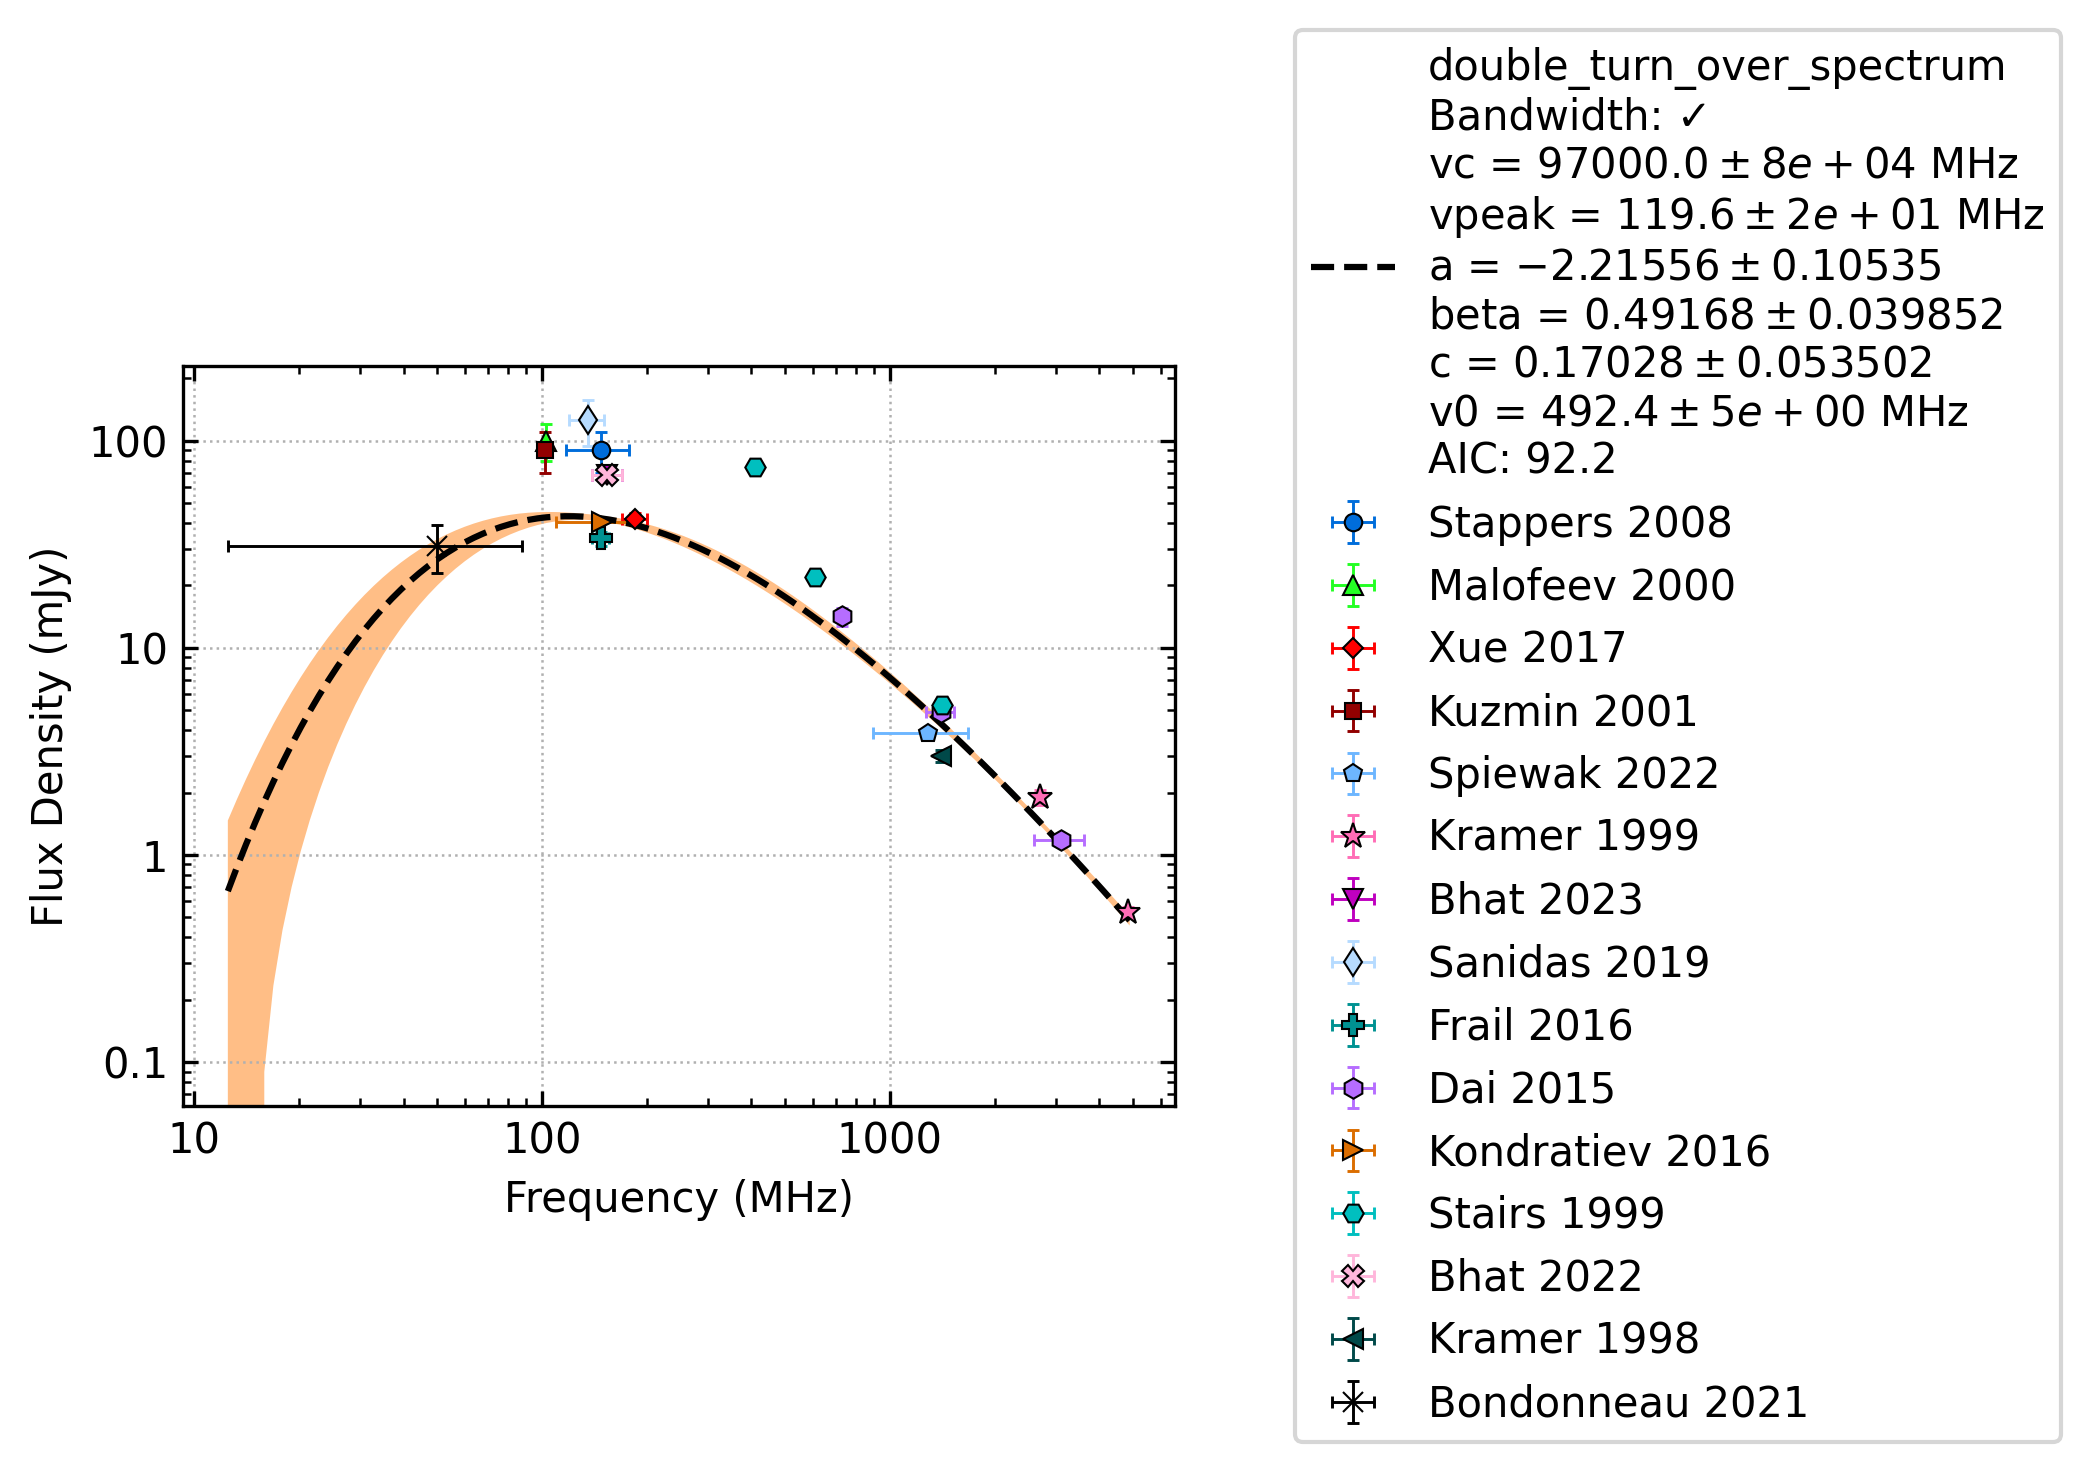 100
10
1
0.1
10
100
1000
Flux Density (mJy)
Frequency (MHz)
double_turn_over_spectrum
Bandwidth: ✓
vc = 97000.0 ± 8e + 04 MHz
vpeak = 119.6 ± 2e + 01 MHz
a = −2.21556 ± 0.10535
beta = 0.49168 ± 0.039852
c = 0.17028 ± 0.053502
v0 = 492.4 ± 5e + 00 MHz
AIC: 92.2
Stappers 2008
Malofeev 2000
Xue 2017
Kuzmin 2001
Spiewak 2022
Kramer 1999
Bhat 2023
Sanidas 2019
Frail 2016
Dai 2015
Kondratiev 2016
Stairs 1999
Bhat 2022
Kramer 1998
Bondonneau 2021